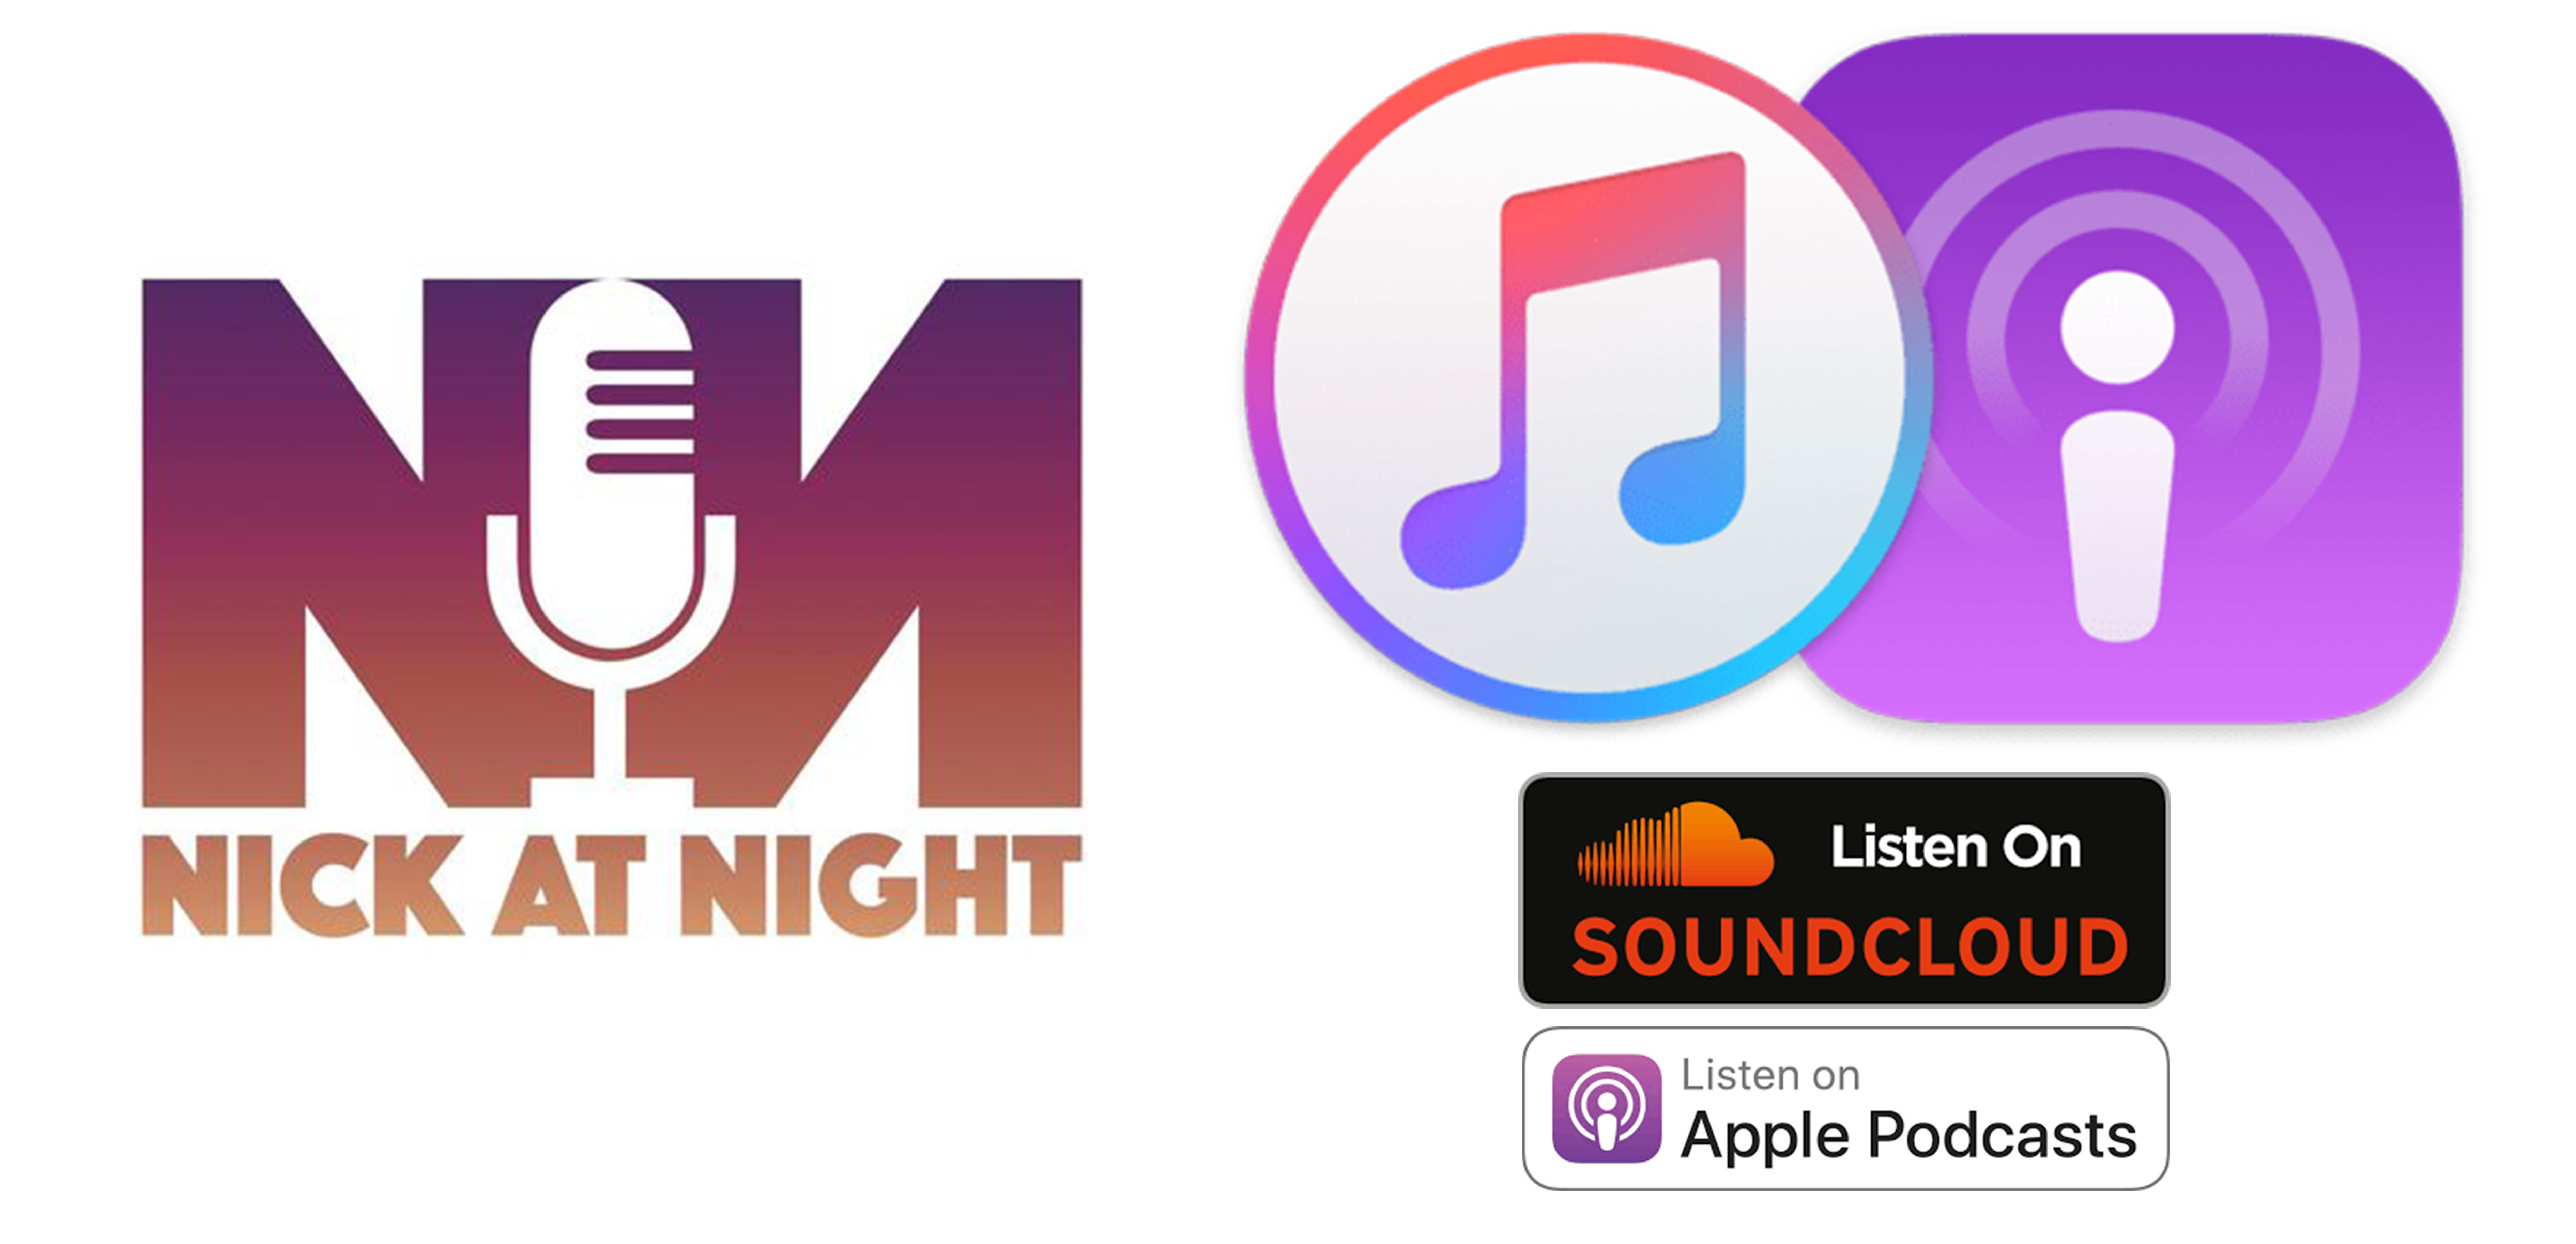 NICK AT NIGHT
Listen On
SOUNDCLOUD
Listen on
Apple Podcasts